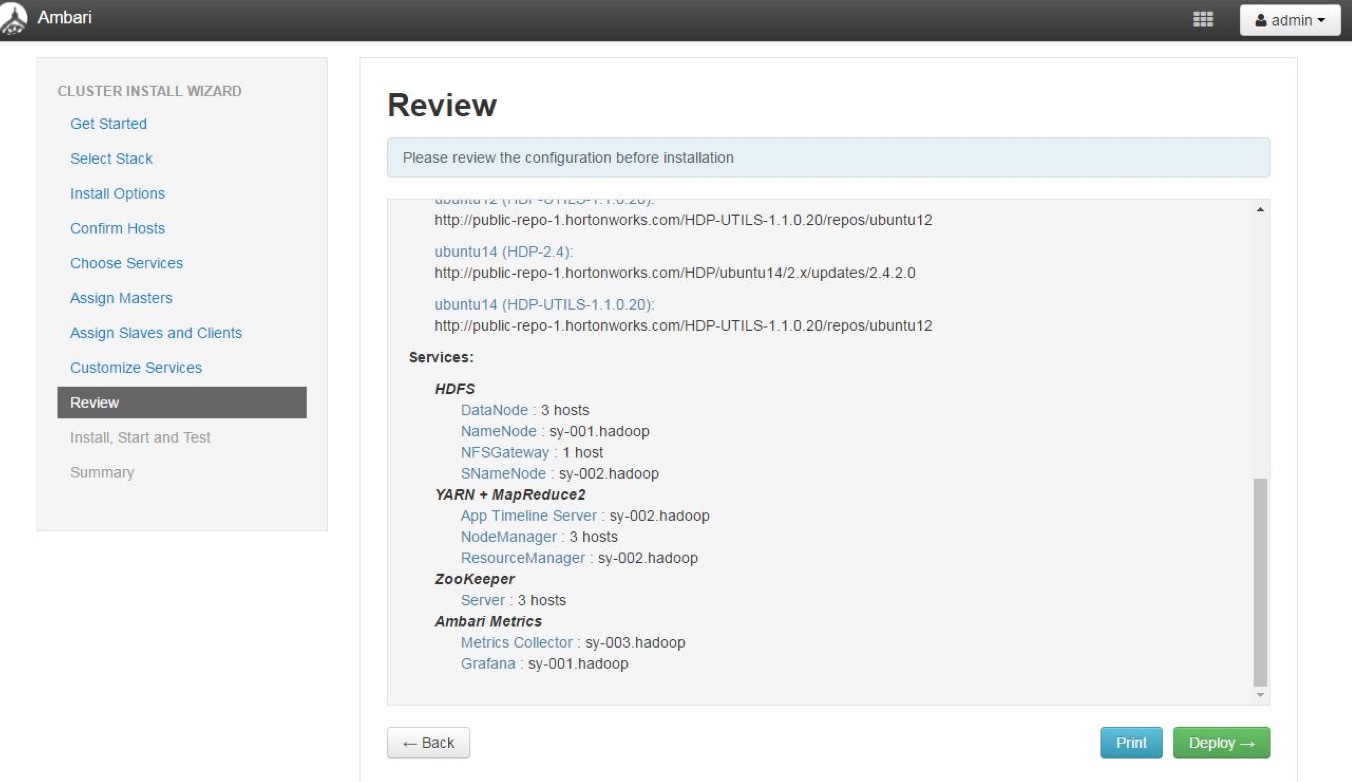 Ambari
admin
CLUSTER INSTALL WIZARD
Get Started
Select Stack
Install Options
Confirm Hosts
Choose Services
Assign Masters
Assign Slaves and Clients
Customize Services
Review
Install, Start and Test
Summary
Review
Please review the configuration before installation
ubuntu12 (HDP-UTILS-1.1.0.20):
http://public-repo-1.hortonworks.com/HDP-UTILS-1.1.0.20/repos/ubuntu12
ubuntu14 (HDP-2.4):
http://public-repo-1.hortonworks.com/HDP/ubuntu14/2.x/updates/2.4.2.0
ubuntu14 (HDP-UTILS-1.1.0.20):
http://public-repo-1.hortonworks.com/HDP-UTILS-1.1.0.20/repos/ubuntu12
Services:
HDFS
DataNode : 3 hosts
NameNode : sy-001.hadoop
NFSGateway : 1 host
SNameNode : sy-002.hadoop
YARN + MapReduce2
App Timeline Server : sy-002.hadoop
NodeManager : 3 hosts
ResourceManager : sy-002.hadoop
ZooKeeper
Server : 3 hosts
Ambari Metrics
Metrics Collector : sy-003.hadoop
Grafana : sy-001.hadoop
← Back
Print
Deploy →